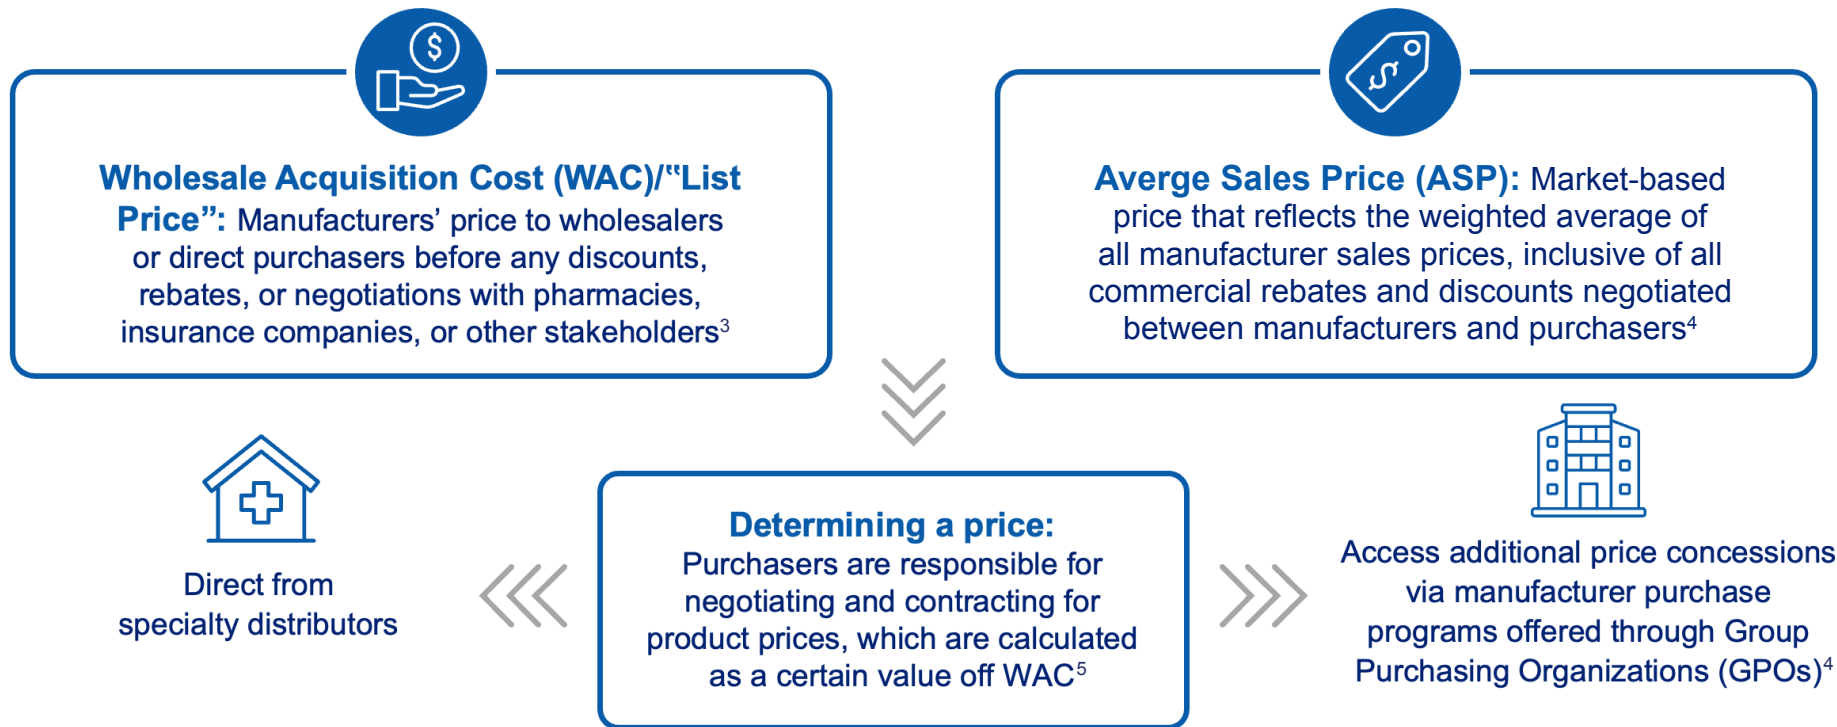 Wholesale Acquisition Cost (WAC)/“List
Price”: Manufacturers’ price to wholesalers
or direct purchasers before any discounts,
rebates, or negotiations with pharmacies,
insurance companies, or other stakeholders³
Averge Sales Price (ASP): Market-based
price that reflects the weighted average of
all manufacturer sales prices, inclusive of all
commercial rebates and discounts negotiated
between manufacturers and purchasers⁴
Direct from
specialty distributors
Determining a price:
Purchasers are responsible for
negotiating and contracting for
product prices, which are calculated
as a certain value off WAC⁵
Access additional price concessions
via manufacturer purchase
programs offered through Group
Purchasing Organizations (GPOs)⁴